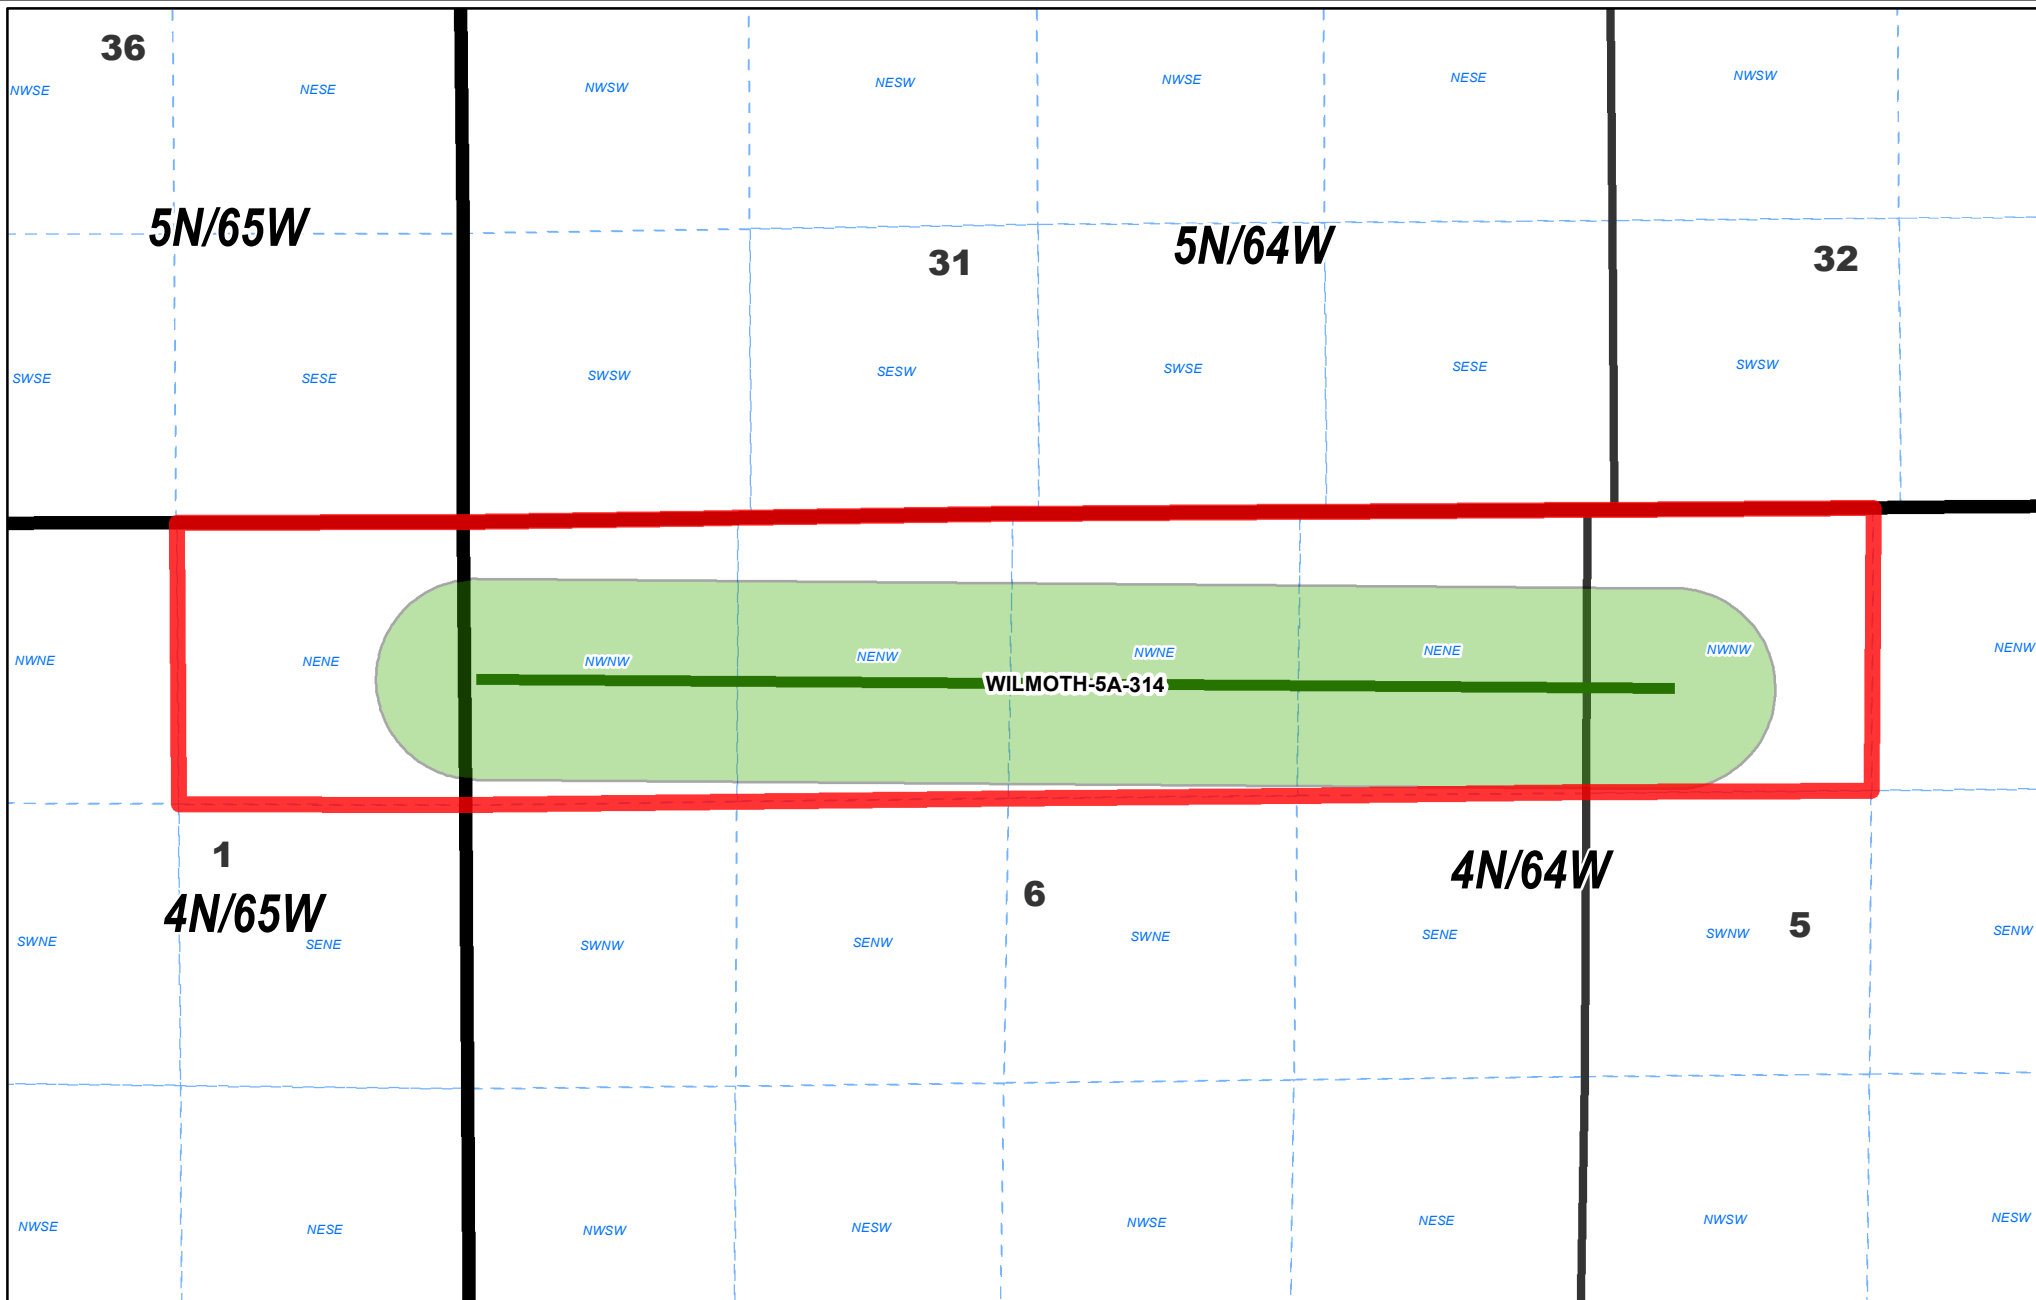 36
NWSE
NESE
NWSW
NESW
NWSE
NESE
NWSW
5N/65W
31
5N/64W
32
SWSE
SESE
SWSW
SESW
SWSE
SESE
SWSW
NWNE
NENE
NWNW
NENW
NWNE
NENE
NWNW
NENW
WILMOTH-5A-314
1
4N/65W
6
4N/64W
5
SWNE
SENE
SWNW
SENW
SWNE
SENE
SWNW
SENW
NWSE
NESE
NWSW
NESW
NWSE
NESE
NWSW
NESW